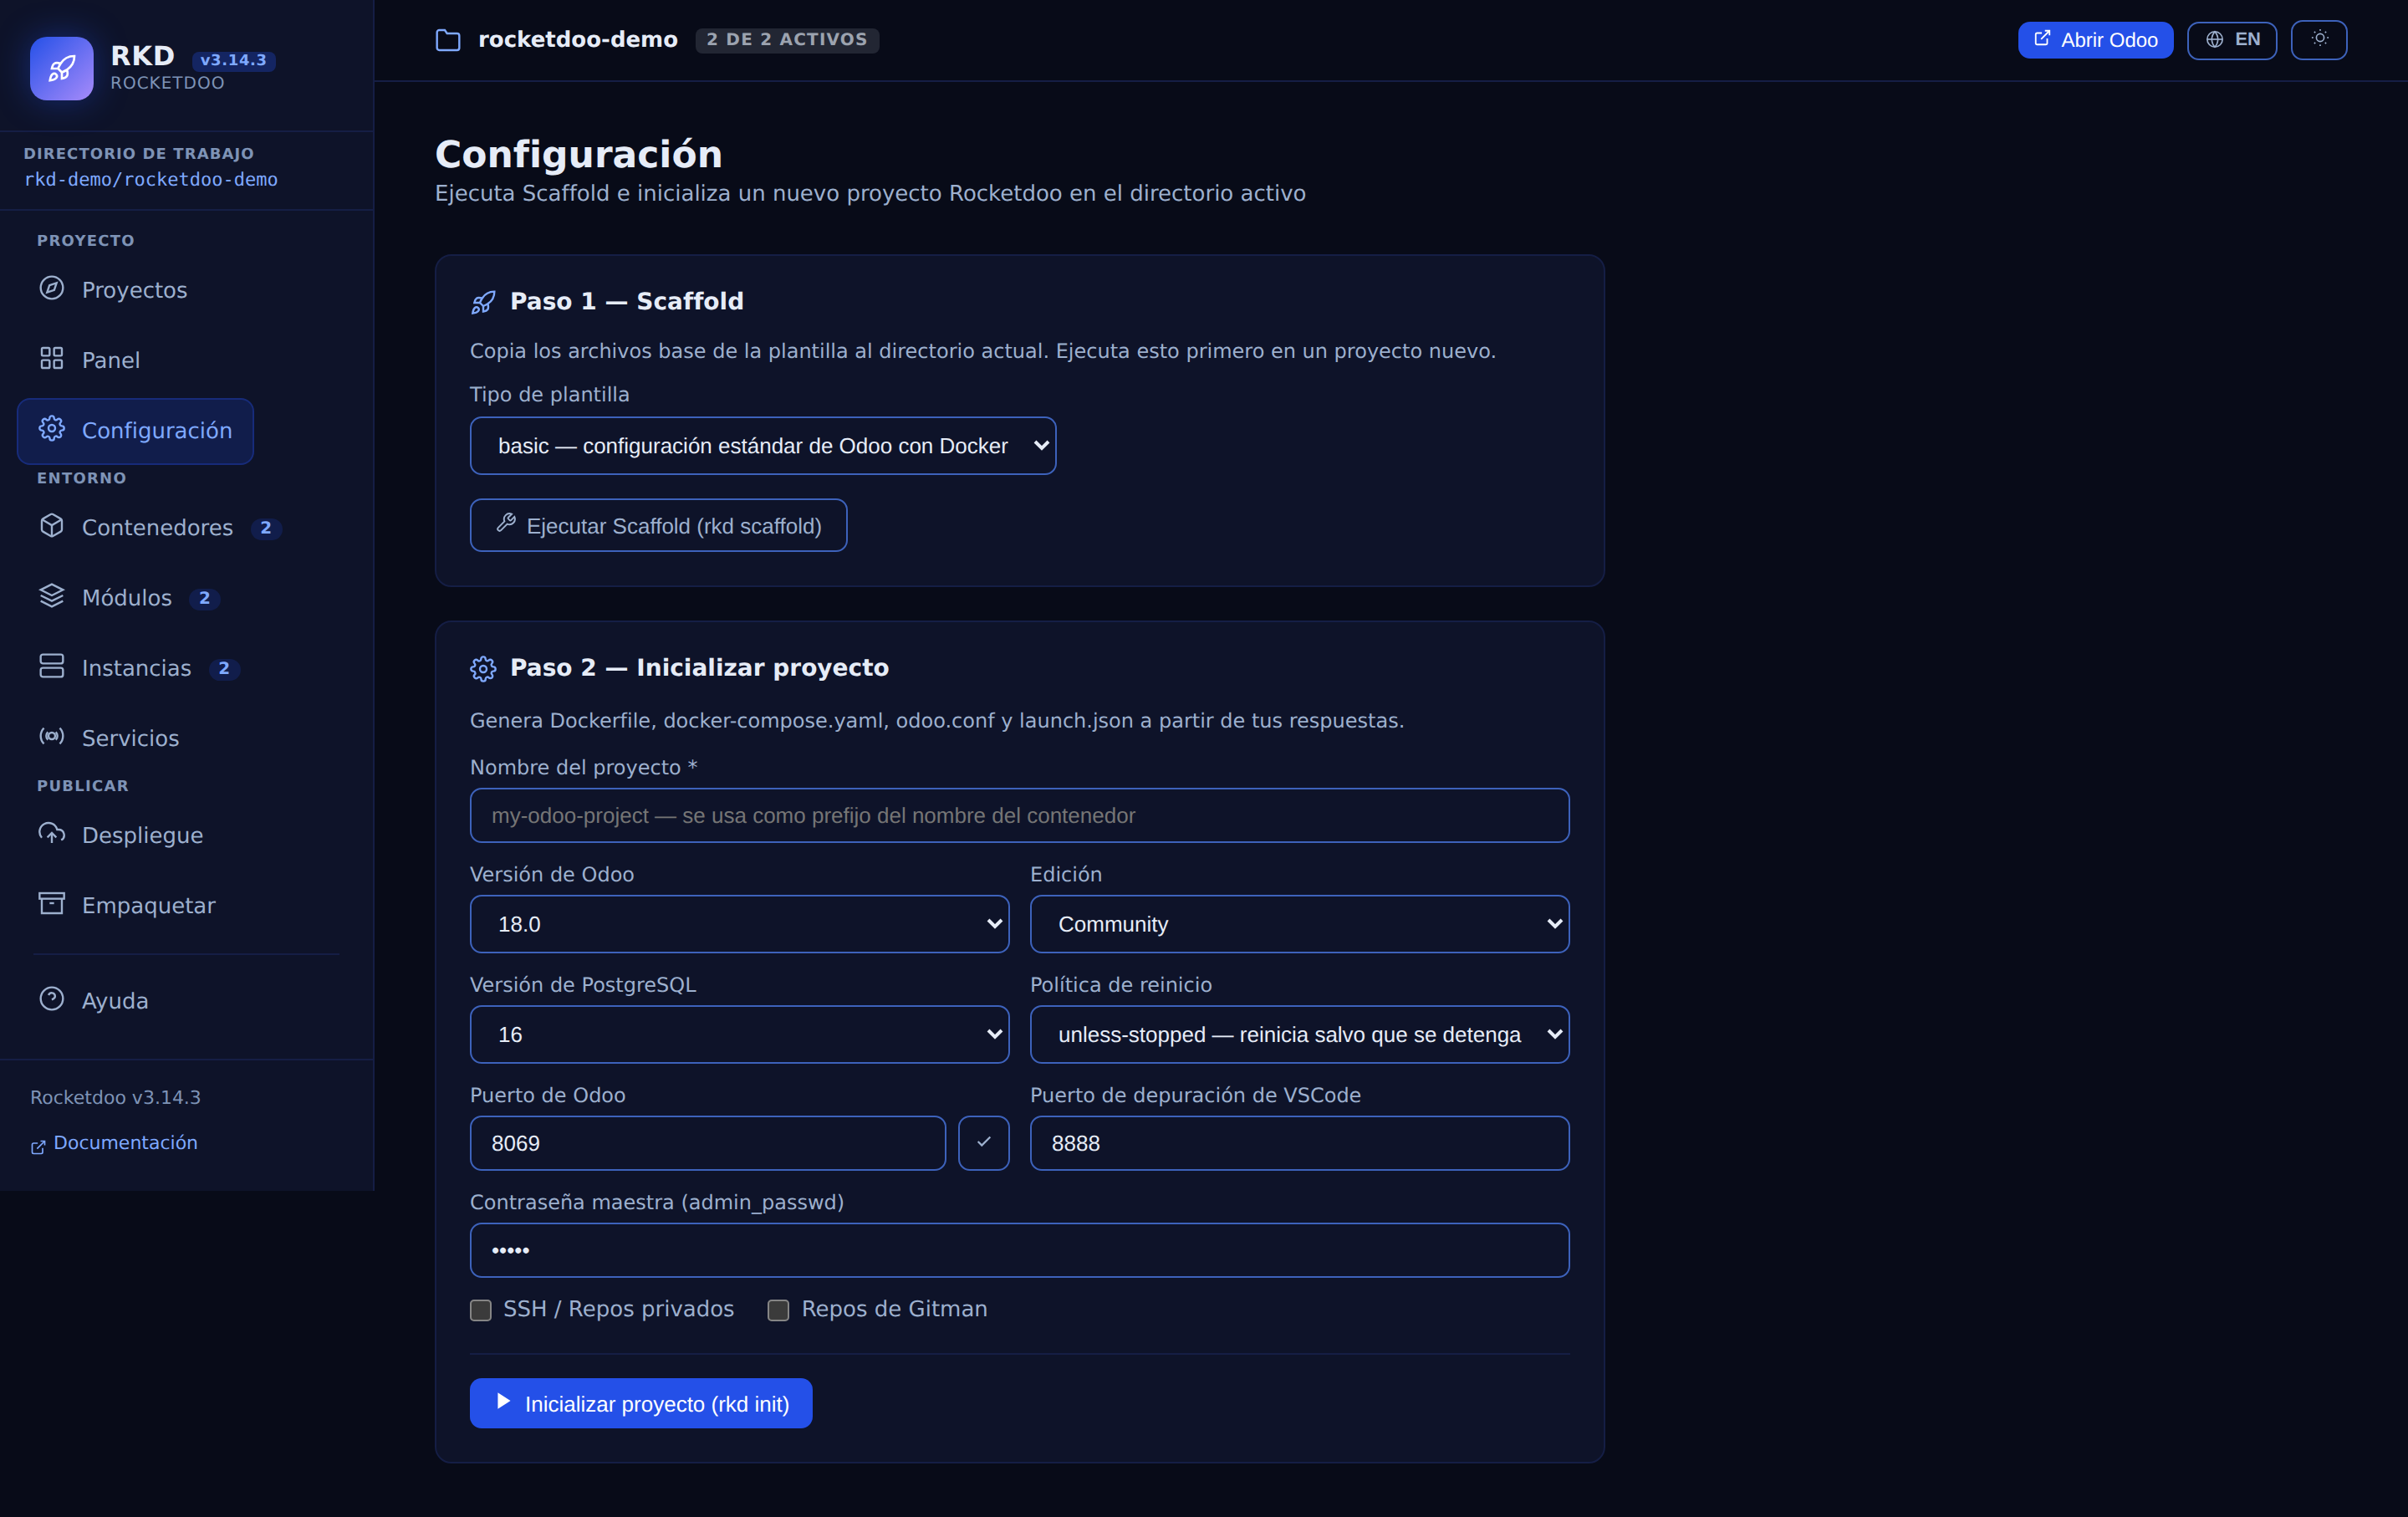 RKD v3.14.3
ROCKETDOO
DIRECTORIO DE TRABAJO
rkd-demo/rocketdoo-demo
PROYECTO
Proyectos
Panel
Configuración
ENTORNO
Contenedores 2
Módulos 2
Instancias 2
Servicios
PUBLICAR
Despliegue
Empaquetar
Ayuda
Rocketdoo v3.14.3
Documentación
rocketdoo-demo 2 DE 2 ACTIVOS
Abrir Odoo EN
Configuración
Ejecuta Scaffold e inicializa un nuevo proyecto Rocketdoo en el directorio activo
Paso 1 — Scaffold
Copia los archivos base de la plantilla al directorio actual. Ejecuta esto primero en un proyecto nuevo.
Tipo de plantilla
basic — configuración estándar de Odoo con Docker
Ejecutar Scaffold (rkd scaffold)
Paso 2 — Inicializar proyecto
Genera Dockerfile, docker-compose.yaml, odoo.conf y launch.json a partir de tus respuestas.
Nombre del proyecto *
my-odoo-project — se usa como prefijo del nombre del contenedor
Versión de Odoo Edición
18.0 Community
Versión de PostgreSQL Política de reinicio
16 unless-stopped — reinicia salvo que se detenga
Puerto de Odoo Puerto de depuración de VSCode
8069 8888
Contraseña maestra (admin_passwd)
•••••
SSH / Repos privados Repos de Gitman
Inicializar proyecto (rkd init)